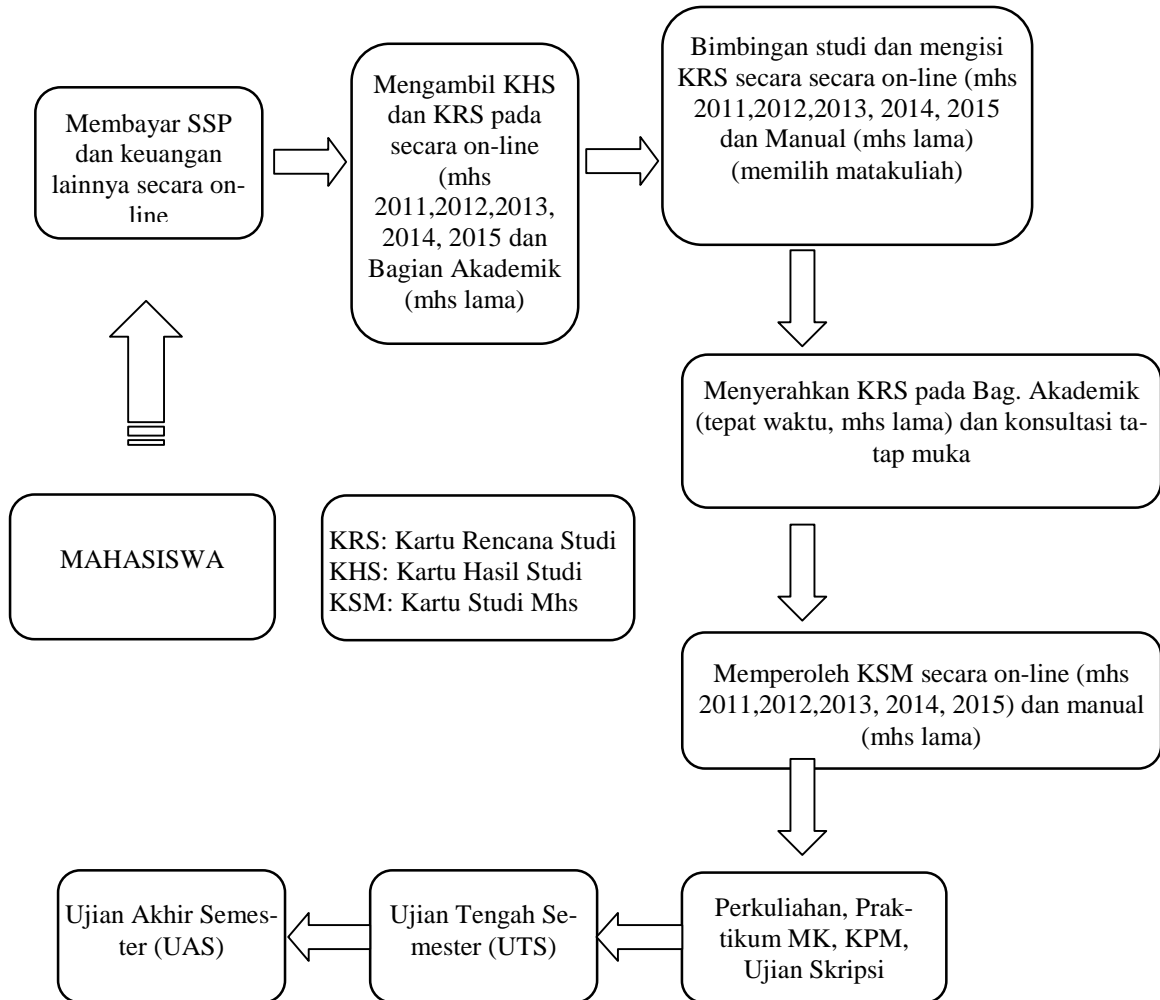 Membayar SSP
dan keuangan
lainnya secara on-
line
Mengambil KHS
dan KRS pada
secara on-line
(mhs
2011,2012,2013,
2014, 2015 dan
Bagian Akademik
(mhs lama)
Bimbingan studi dan mengisi
KRS secara secara on-line (mhs
2011,2012,2013, 2014, 2015
dan Manual (mhs lama)
(memilih matakuliah)
Menyerahkan KRS pada Bag. Akademik
(tepat waktu, mhs lama) dan konsultasi ta-
tap muka
MAHASISWA
KRS: Kartu Rencana Studi
KHS: Kartu Hasil Studi
KSM: Kartu Studi Mhs
Memperoleh KSM secara on-line (mhs
2011,2012,2013, 2014, 2015) dan manual
(mhs lama)
Perkuliahan, Prak-
tikum MK, KPM,
Ujian Skripsi
Ujian Tengah Se-
mester (UTS)
Ujian Akhir Semes-
ter (UAS)